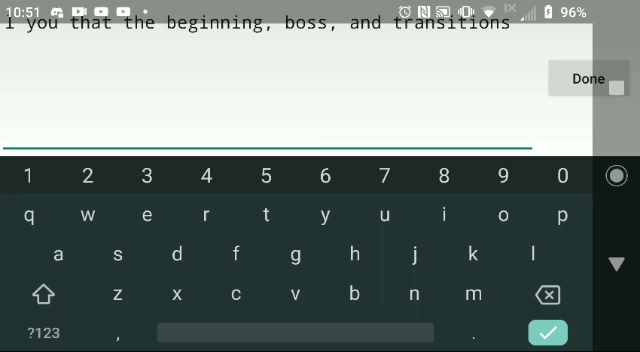 10:51 1X 96%
I you that the beginning, boss, and transitions
Done
1 2 3 4 5 6 7 8 9 0
q w e r t y u i o p
a s d f g h j k l
z x c v b n m
?123 , .